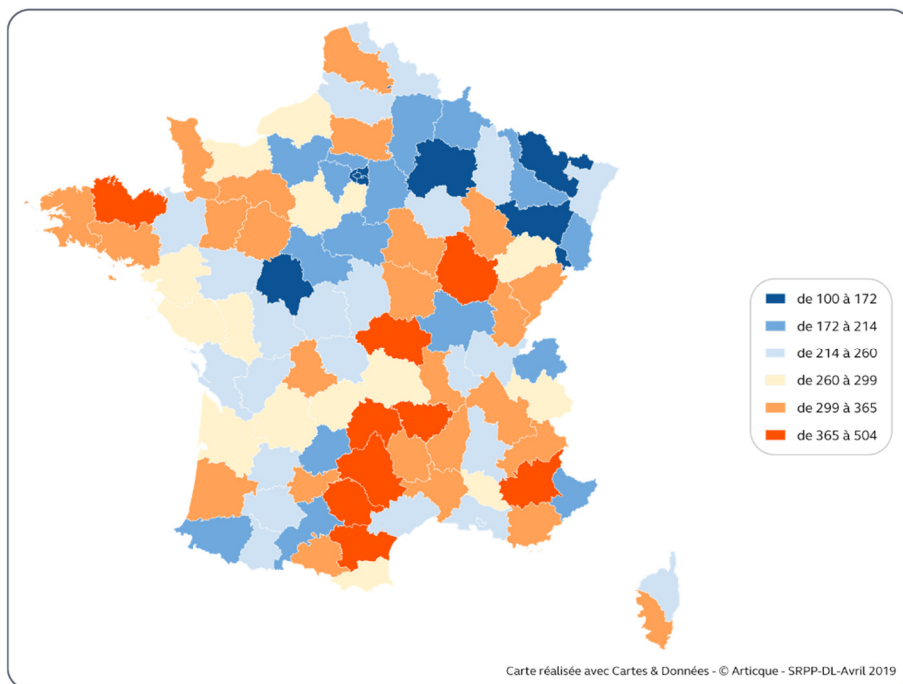 de 100 à 172
de 172 à 214
de 214 à 260
de 260 à 299
de 299 à 365
de 365 à 504
Carte réalisée avec Cartes & Données - © Articque - SRPP-DL-Avril 2019